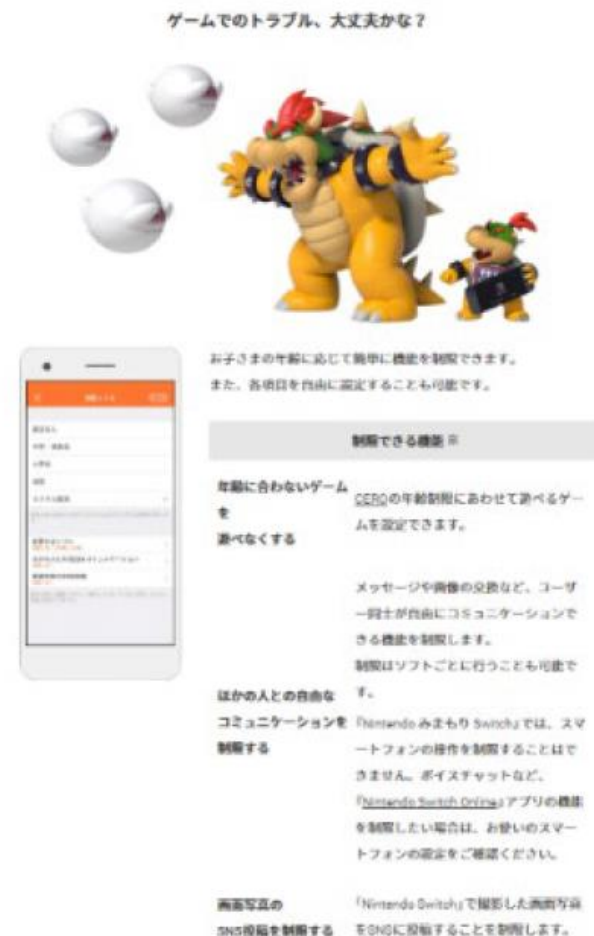 ゲームでのトラブル、大丈夫かな？
お子さまの年齢に応じて簡単に機能を制限できます。
また、各項目を自由に設定することも可能です。
制限できる機能 ※
年齢に合わないゲーム
を
遊べなくする
CEROの年齢制限にあわせて遊べるゲー
ムを設定できます。
メッセージや画像の交換など、ユーザ
ー同士が自由にコミュニケーションで
きる機能を制限します。
制限はソフトごとに行うことも可能で
す。
ほかの人との自由な
コミュニケーションを
制限する
『Nintendo みまもり Switch』では、スマ
ートフォンの操作を制限することはで
きません。ボイスチャットなど、
『Nintendo Switch Online』アプリの機能
を制限したい場合は、お使いのスマー
トフォンの設定をご確認ください。
画面写真の
SNS投稿を制限する
「Nintendo Switch」で撮影した画面写真
をSNSに投稿することを制限します。